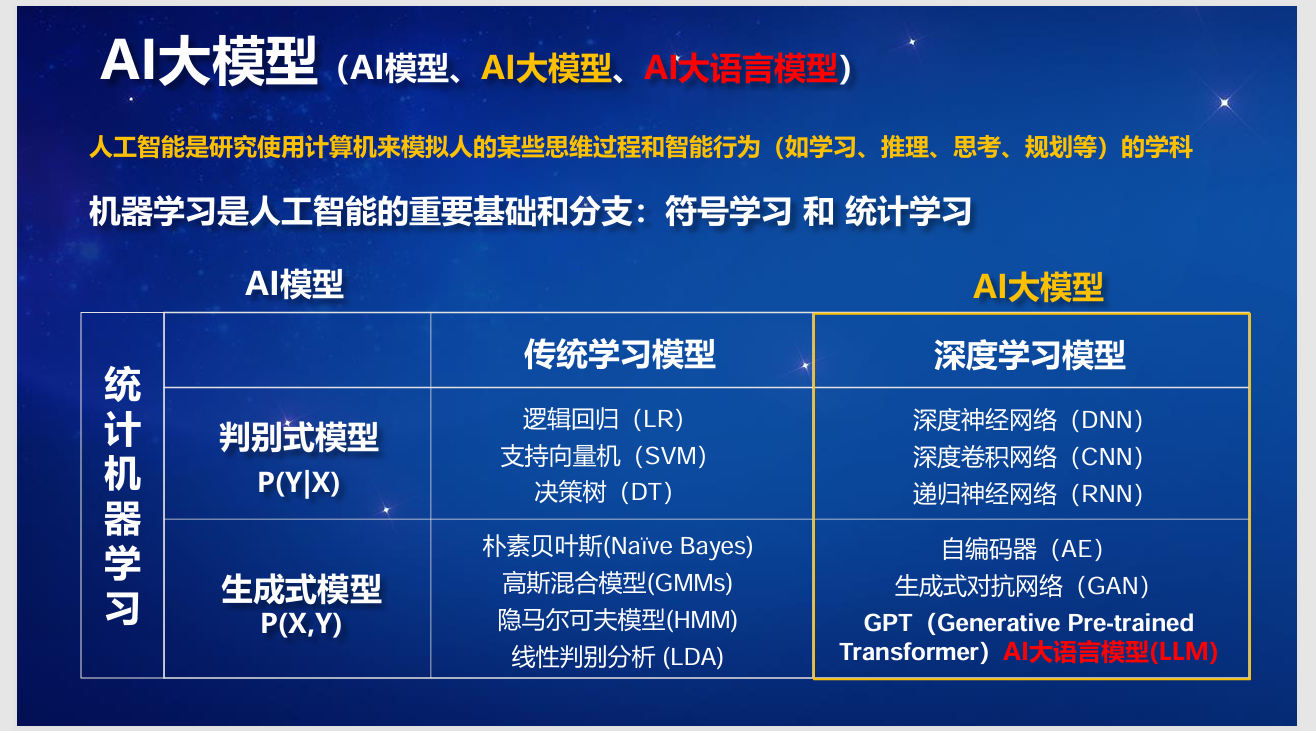 AI大模型（AI模型、AI大模型、AI大语言模型）
人工智能是研究使用计算机来模拟人的某些思维过程和智能行为（如学习、推理、思考、规划等）的学科
机器学习是人工智能的重要基础和分支：符号学习 和 统计学习
AI模型
AI大模型
统计机器学习
传统学习模型
深度学习模型
判别式模型
P(Y|X)
逻辑回归（LR）
支持向量机（SVM）
决策树（DT）
深度神经网络（DNN）
深度卷积网络（CNN）
递归神经网络（RNN）
生成式模型
P(X,Y)
朴素贝叶斯(Naïve Bayes)
高斯混合模型(GMMs)
隐马尔可夫模型(HMM)
线性判别分析 (LDA)
自编码器（AE）
生成式对抗网络（GAN）
GPT（Generative Pre-trained
Transformer）AI大语言模型(LLM)